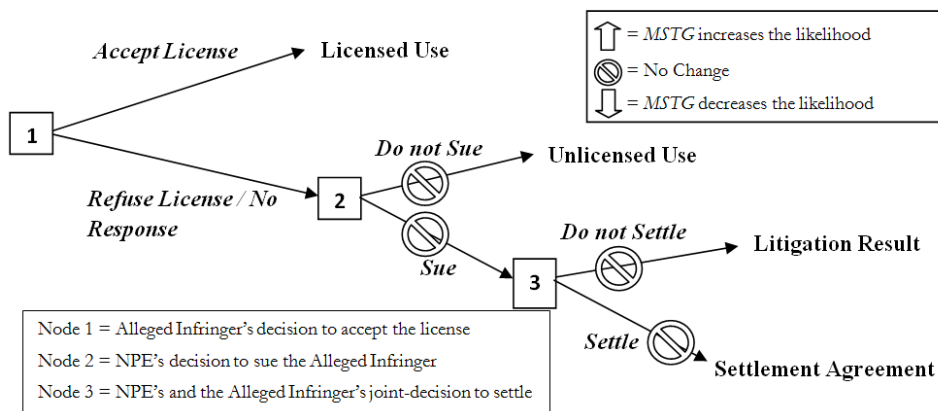 Accept License
Licensed Use
= MSTG increases the likelihood
= No Change
= MSTG decreases the likelihood
1
Do not Sue
Unlicensed Use
Refuse License / No
Response
2
Sue
Do not Settle
Litigation Result
3
Settle
Settlement Agreement
Node 1 = Alleged Infringer's decision to accept the license
Node 2 = NPE's decision to sue the Alleged Infringer
Node 3 = NPE's and the Alleged Infringer's joint-decision to settle